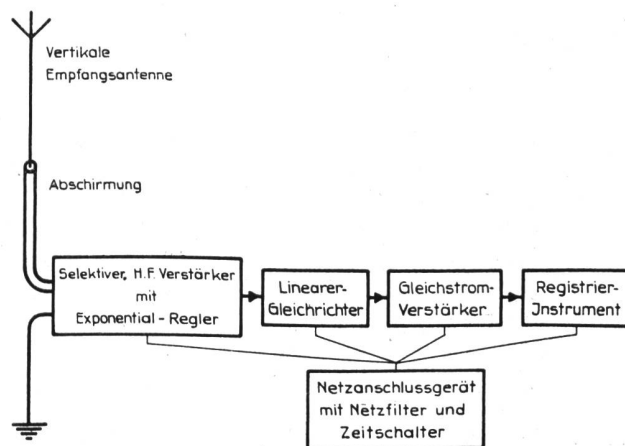 Vertikale
Empfangsantenne
Abschirmung
Selektiver, H.F. Verstärker
mit
Exponential-Regler
Linearer-
Gleichrichter
Gleichstrom-
Verstärker
Registrier-
Jnstrument
Netzanschlussgerät
mit Netzfilter und
Zeitschalter